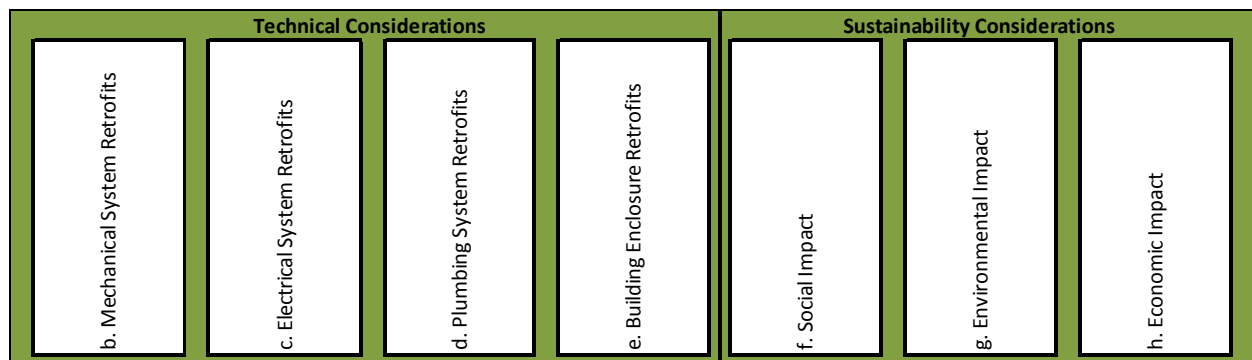 Technical Considerations
Sustainability Considerations
b. Mechanical System Retrofits
c. Electrical System Retrofits
d. Plumbing System Retrofits
e. Building Enclosure Retrofits
f. Social Impact
g. Environmental Impact
h. Economic Impact